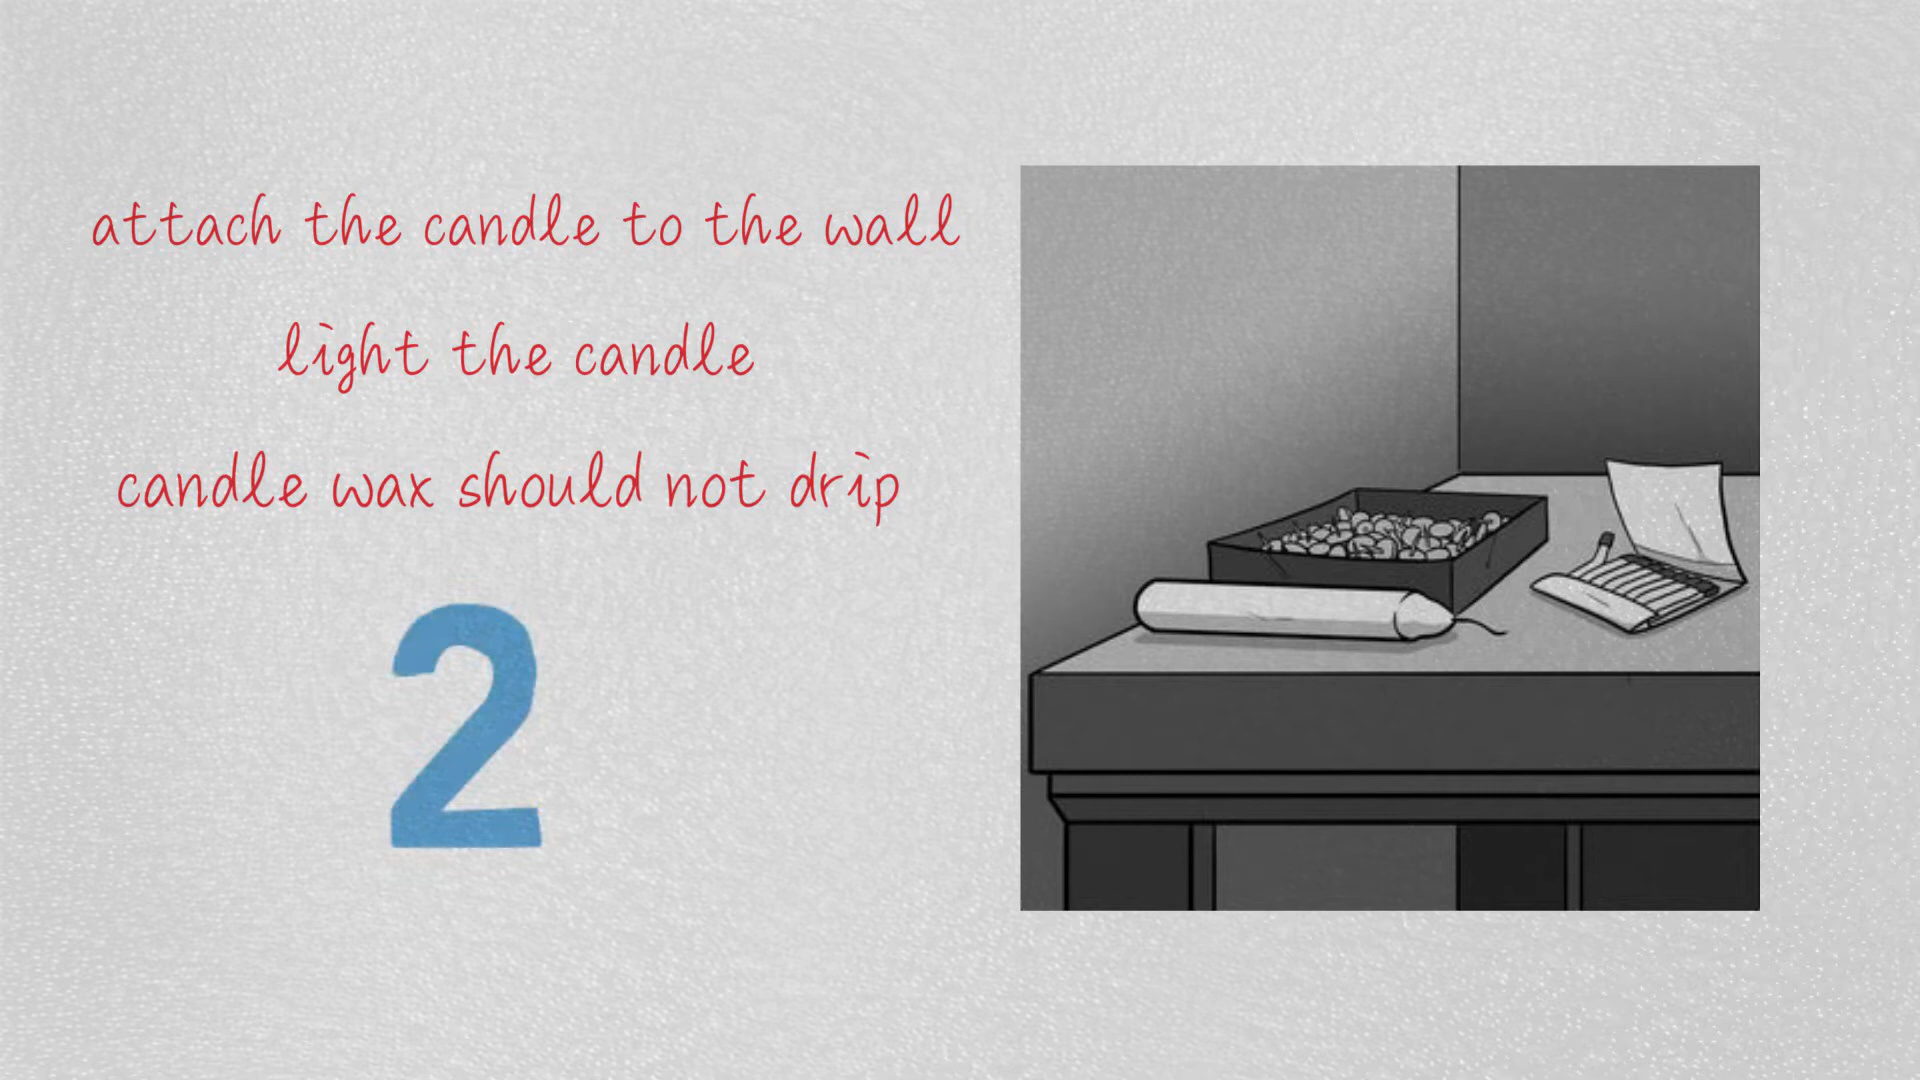 attach the candle to the wall
light the candle
candle wax should not drip
2